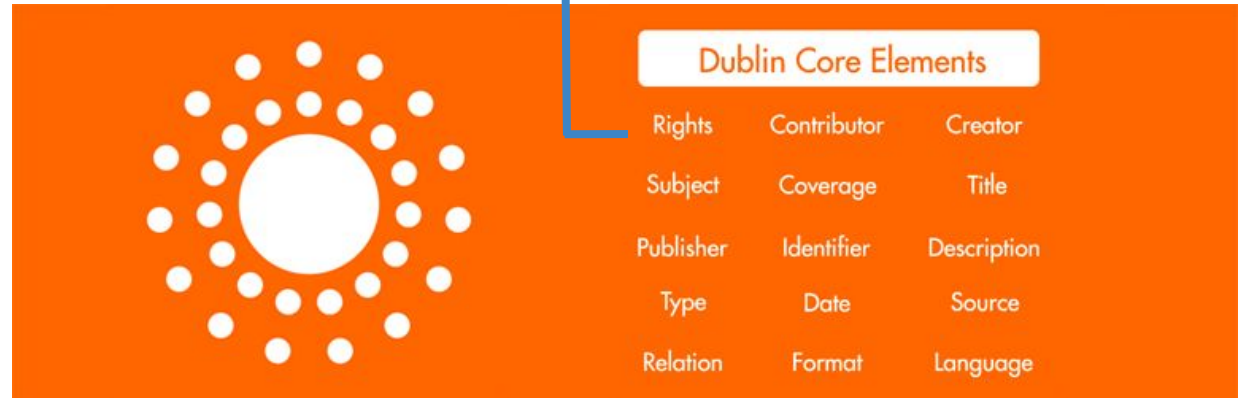 Dublin Core Elements
Rights Contributor Creator
Subject Coverage Title
Publisher Identifier Description
Type Date Source
Relation Format Language